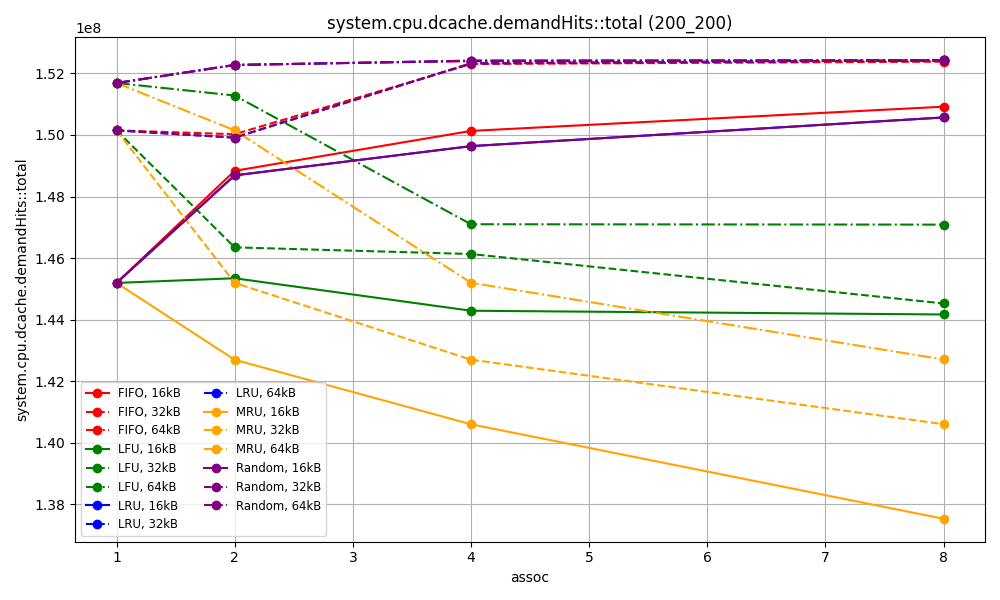 system.cpu.dcache.demandHits::total (200_200)
1e8
1.52
1.50
1.48
1.46
1.44
1.42
1.40
1.38
system.cpu.dcache.demandHits::total
FIFO, 16kB
FIFO, 32kB
FIFO, 64kB
LFU, 16kB
LFU, 32kB
LFU, 64kB
LRU, 16kB
LRU, 32kB
LRU, 64kB
MRU, 16kB
MRU, 32kB
MRU, 64kB
Random, 16kB
Random, 32kB
Random, 64kB
1 2 3 4 5 6 7 8
assoc